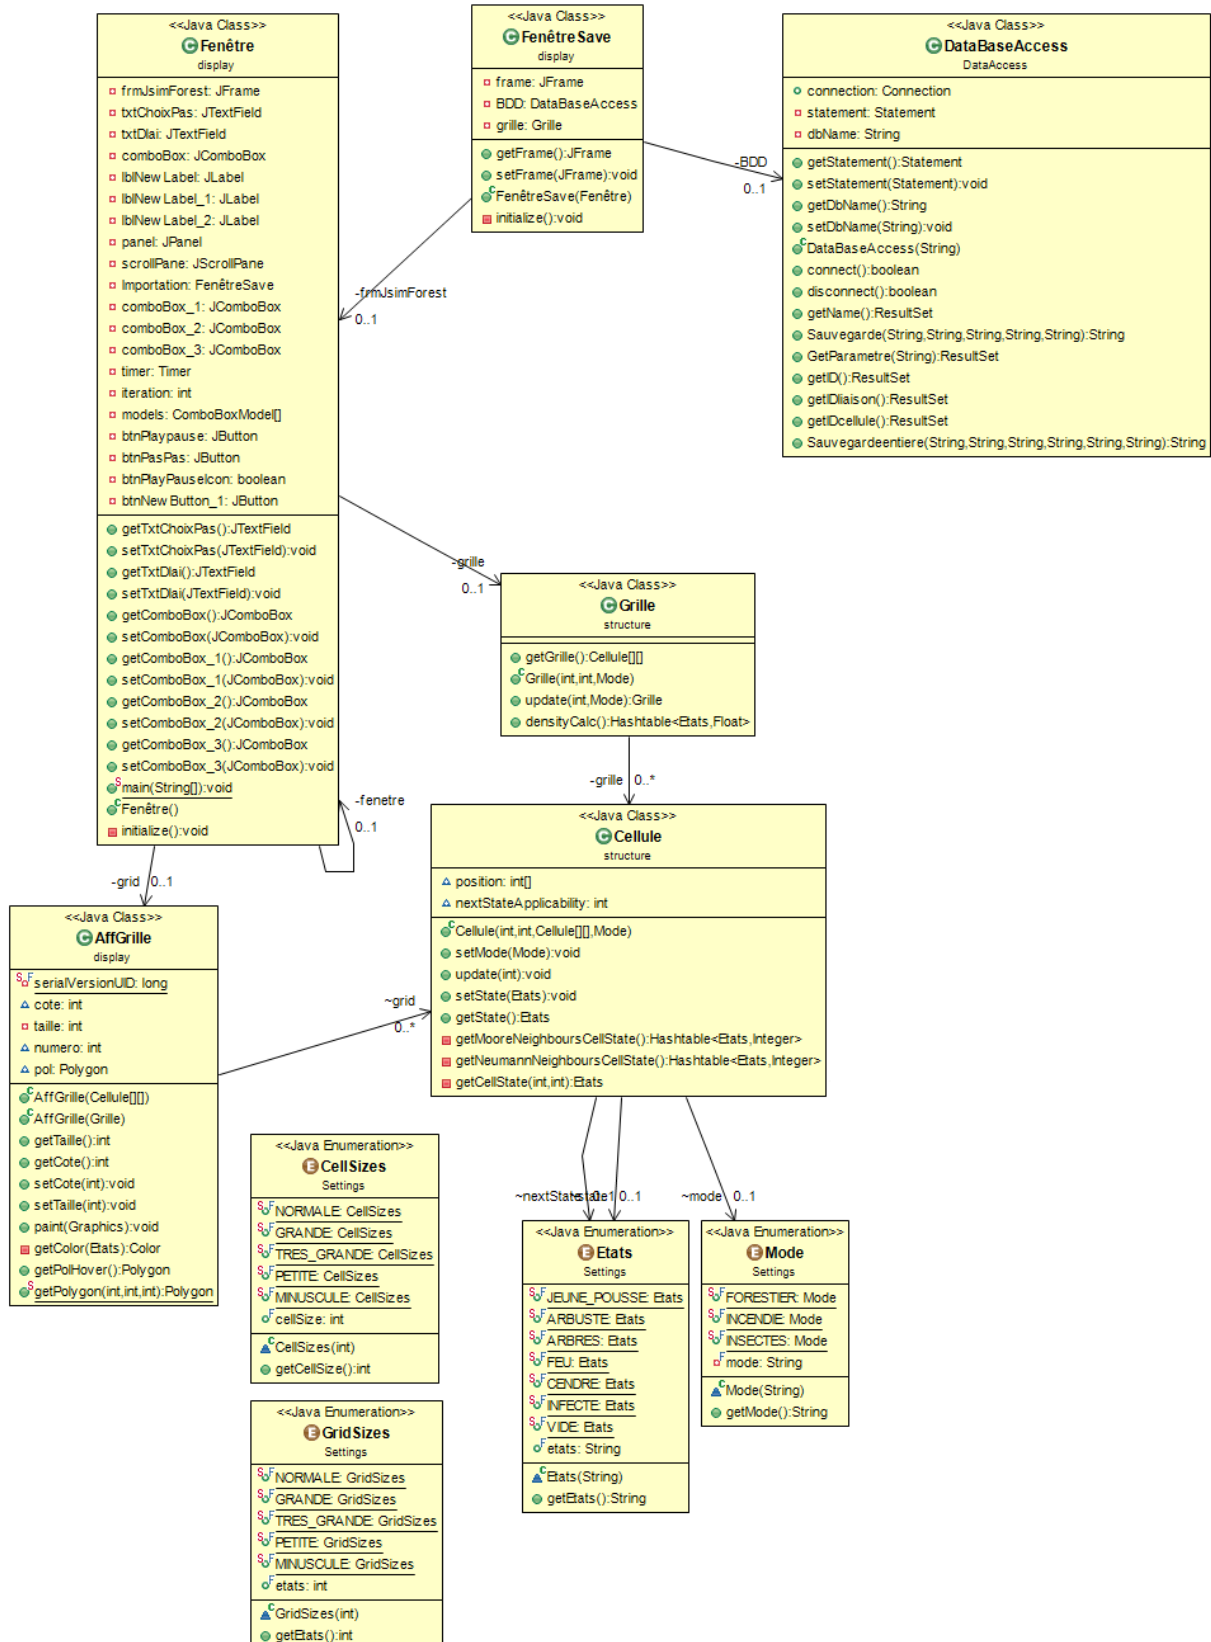 <<Java Class>>
Fenêtre
display
frmJsimForest: JFrame
txtChoixPas: JTextField
txtDlai: JTextField
comboBox: JComboBox
lblNewLabel: JLabel
lblNewLabel_1: JLabel
lblNewLabel_2: JLabel
panel: JPanel
scrollPane: JScrollPane
Importation: FenêtreSave
comboBox_1: JComboBox
comboBox_2: JComboBox
comboBox_3: JComboBox
timer: Timer
iteration: int
models: ComboBoxModel[]
btnPlaypause: JButton
btnPasPas: JButton
btnPlayPauseIcon: boolean
btnNewButton_1: JButton
getTxtChoixPas():JTextField
setTxtChoixPas(JTextField):void
getTxtDlai():JTextField
setTxtDlai(JTextField):void
getComboBox():JComboBox
setComboBox(JComboBox):void
getComboBox_1():JComboBox
setComboBox_1(JComboBox):void
getComboBox_2():JComboBox
setComboBox_2(JComboBox):void
getComboBox_3():JComboBox
setComboBox_3(JComboBox):void
main(String[]):void
Fenêtre()
initialize():void
<<Java Class>>
FenêtreSave
display
frame: JFrame
BDD: DataBaseAccess
grille: Grille
getFrame():JFrame
setFrame(JFrame):void
FenêtreSave(Fenêtre)
initialize():void
-BDD
0..1
-frmJsimForest
0..1
<<Java Class>>
DataBaseAccess
DataAccess
connection: Connection
statement: Statement
dbName: String
getStatement():Statement
setStatement(Statement):void
getDbName():String
setDbName(String):void
DataBaseAccess(String)
connect():boolean
disconnect():boolean
getName():ResultSet
Sauvegarde(String,String,String,String,String):String
GetParametre(String):ResultSet
getID():ResultSet
getIDliaison():ResultSet
getIDcellule():ResultSet
Sauvegardeentiere(String,String,String,String,String,String):String
-grille
0..1
<<Java Class>>
Grille
structure
getGrille():Cellule[][]
Grille(int,int,Mode)
update(int,Mode):Grille
densityCalc():Hashtable<Etats,Float>
-grille 0..*
-fenetre
0..1
<<Java Class>>
Cellule
structure
position: int[]
nextStateApplicability: int
Cellule(int,int,Cellule[][],Mode)
setMode(Mode):void
update(int):void
setState(Etats):void
getState():Etats
getMooreNeighboursCellState():Hashtable<Etats,Integer>
getNeumannNeighboursCellState():Hashtable<Etats,Integer>
getCellState(int,int):Etats
-grid 0..1
<<Java Class>>
AffGrille
display
serialVersionUID: long
cote: int
taille: int
numero: int
pol: Polygon
AffGrille(Cellule[][])
AffGrille(Grille)
getTaille():int
getCote():int
setCote(int):void
setTaille(int):void
paint(Graphics):void
getColor(Etats):Color
getPolHover():Polygon
getPolygon(int,int,int):Polygon
~grid
0..*
<<Java Enumeration>>
CellSizes
Settings
NORMALE: CellSizes
GRANDE: CellSizes
TRES_GRANDE: CellSizes
PETITE: CellSizes
MINUSCULE: CellSizes
cellSize: int
CellSizes(int)
getCellSize():int
~nextState 0..1
~state 0..1
~mode 0..1
<<Java Enumeration>>
Etats
Settings
JEUNE_POUSSE: Etats
ARBUSTE: Etats
ARBRES: Etats
FEU: Etats
CENDRE: Etats
INFECTE: Etats
VIDE: Etats
etats: String
Etats(String)
getEtats():String
<<Java Enumeration>>
Mode
Settings
FORESTIER: Mode
INCENDIE: Mode
INSECTES: Mode
mode: String
Mode(String)
getMode():String
<<Java Enumeration>>
GridSizes
Settings
NORMALE: GridSizes
GRANDE: GridSizes
TRES_GRANDE: GridSizes
PETITE: GridSizes
MINUSCULE: GridSizes
etats: int
GridSizes(int)
getEtats():int